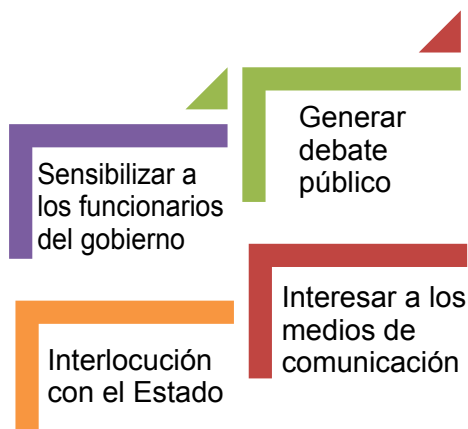 Sensibilizar a
los funcionarios
del gobierno
Generar
debate
público
Interlocución
con el Estado
Interesar a los
medios de
comunicación